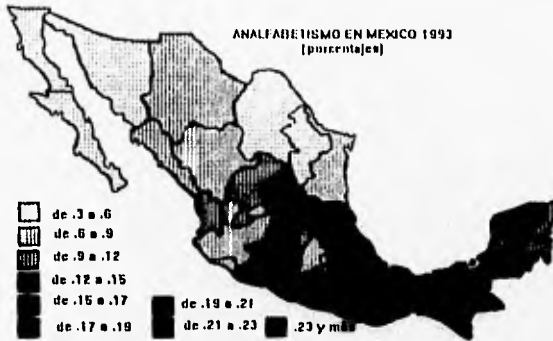 ANALFABETISMO EN MEXICO 1993
(porcentajes)
de .3 a .6
de .6 a .9
de .9 a .12
de .12 a .15
de .15 a .17
de .17 a .19
de .19 a .21
de .21 a .23
.23 y más